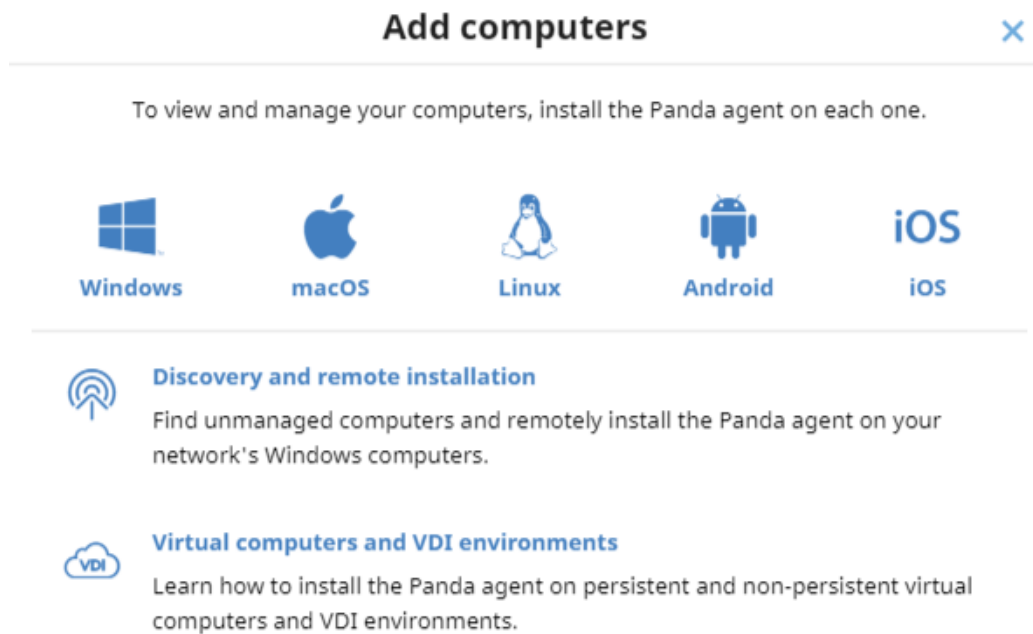 Add computers
To view and manage your computers, install the Panda agent on each one.
iOS
Windows macOS Linux Android iOS
Discovery and remote installation
Find unmanaged computers and remotely install the Panda agent on your
network's Windows computers.
VDI
Virtual computers and VDI environments
Learn how to install the Panda agent on persistent and non-persistent virtual
computers and VDI environments.